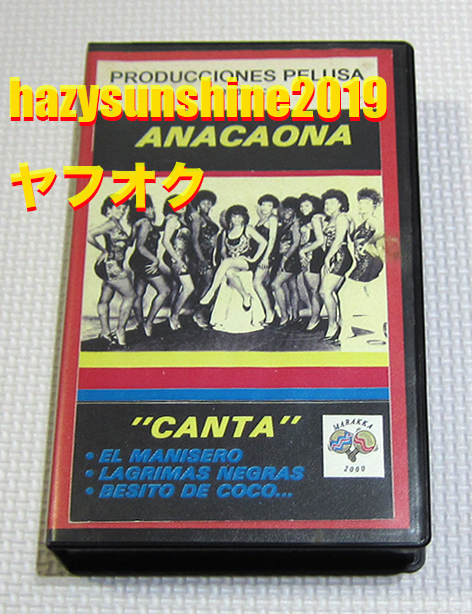 PRODUCCIONES PELUSA
hazysunshine2019
ANACAONA
ヤフオク
"CANTA"
• EL MANISERO
• LAGRIMAS NEGRAS
• BESITO DE COCO...
MARAKKA
2000